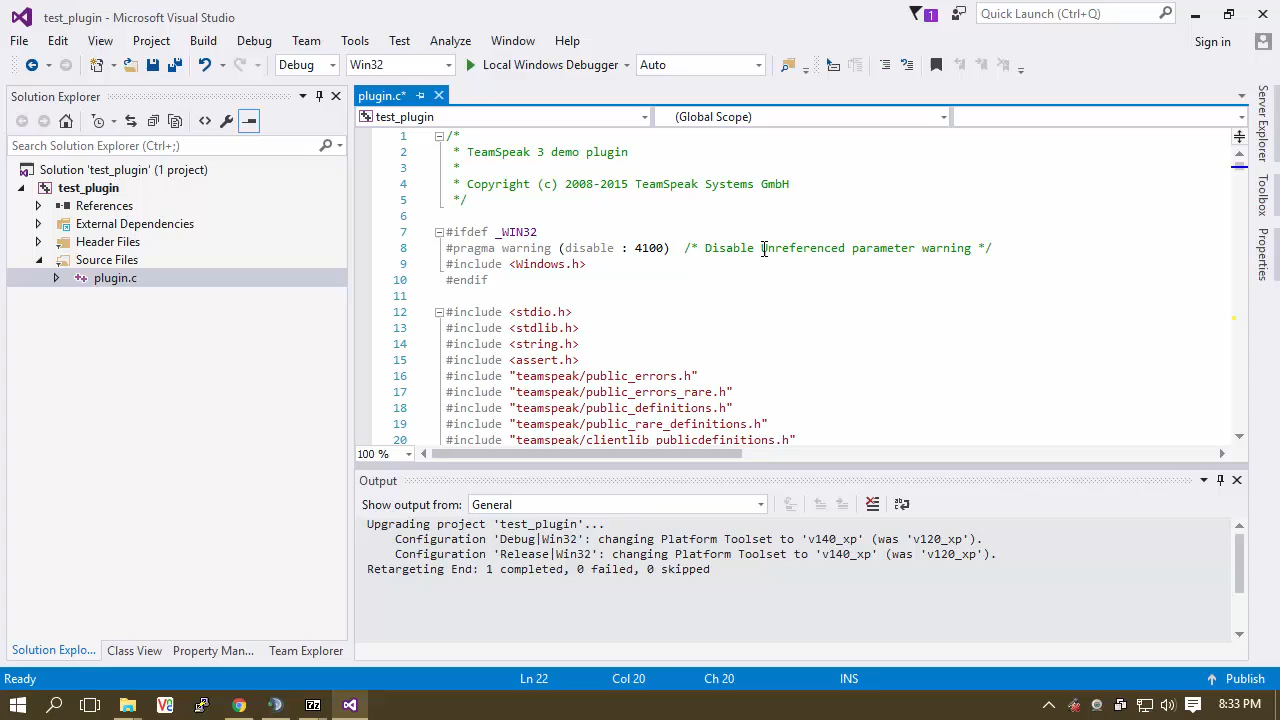 test_plugin - Microsoft Visual Studio
1
Quick Launch (Ctrl+Q)
File Edit View Project Build Debug Team Tools Test Analyze Window Help
Sign in
Debug Win32 Local Windows Debugger Auto
Solution Explorer
Search Solution Explorer (Ctrl+;)
Solution 'test_plugin' (1 project)
test_plugin
References
External Dependencies
Header Files
Source Files
plugin.c
Solution Explo... Class View Property Man... Team Explorer
plugin.c*
test_plugin (Global Scope)
1 /*
2 * TeamSpeak 3 demo plugin
3 *
4 * Copyright (c) 2008-2015 TeamSpeak Systems GmbH
5 */
6
7 #ifdef _WIN32
8 #pragma warning (disable : 4100) /* Disable Unreferenced parameter warning */
9 #include <Windows.h>
10 #endif
11
12 #include <stdio.h>
13 #include <stdlib.h>
14 #include <string.h>
15 #include <assert.h>
16 #include "teamspeak/public_errors.h"
17 #include "teamspeak/public_errors_rare.h"
18 #include "teamspeak/public_definitions.h"
19 #include "teamspeak/public_rare_definitions.h"
20 #include "teamspeak/clientlib_publicdefinitions.h"
100 %
Output
Show output from: General
Upgrading project 'test_plugin'...
Configuration 'Debug|Win32': changing Platform Toolset to 'v140_xp' (was 'v120_xp').
Configuration 'Release|Win32': changing Platform Toolset to 'v140_xp' (was 'v120_xp').
Retargeting End: 1 completed, 0 failed, 0 skipped
Server Explorer
Toolbox
Properties
Ready Ln 22 Col 20 Ch 20 INS Publish
8:33 PM